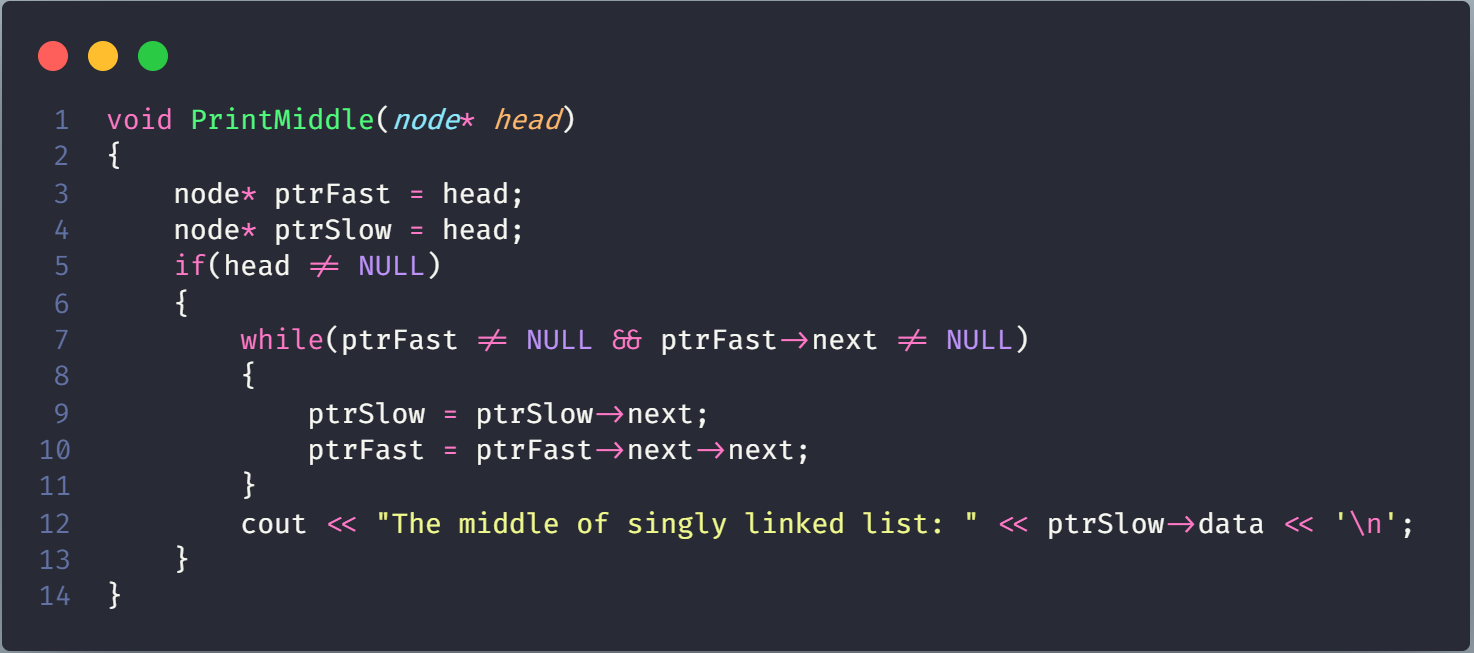 1 void PrintMiddle(node* head)
2 {
3     node* ptrFast = head;
4     node* ptrSlow = head;
5     if(head != NULL)
6     {
7         while(ptrFast != NULL && ptrFast->next != NULL)
8         {
9             ptrSlow = ptrSlow->next;
10             ptrFast = ptrFast->next->next;
11         }
12         cout << "The middle of singly linked list: " << ptrSlow->data << '\n';
13     }
14 }